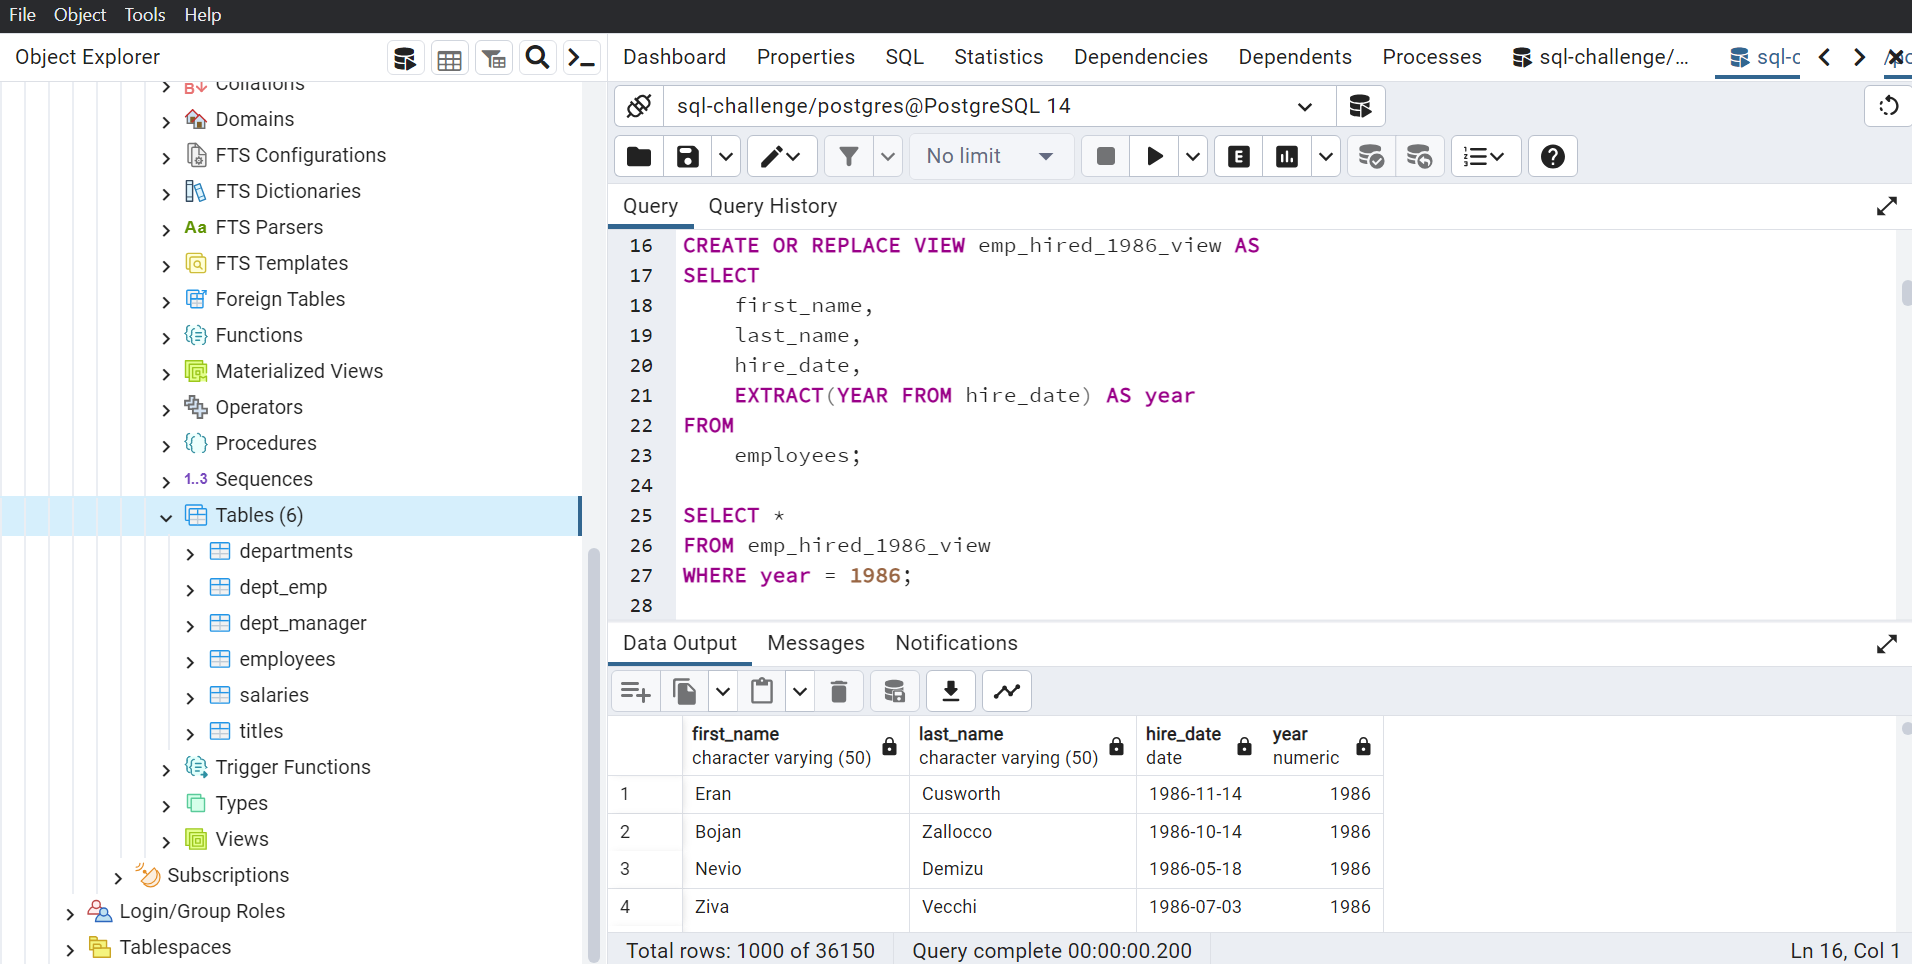 File Object Tools Help
Object Explorer
Dashboard Properties SQL Statistics Dependencies Dependents Processes sql-challenge/... sql-c
Collations
Domains
FTS Configurations
FTS Dictionaries
Aa FTS Parsers
FTS Templates
Foreign Tables
Functions
Materialized Views
Operators
Procedures
1..3 Sequences
Tables (6)
departments
dept_emp
dept_manager
employees
salaries
titles
Trigger Functions
Types
Views
Subscriptions
Login/Group Roles
Tablespaces
sql-challenge/postgres@PostgreSQL 14
No limit
E
Query Query History
16 CREATE OR REPLACE VIEW emp_hired_1986_view AS
17 SELECT
18 first_name,
19 last_name,
20 hire_date,
21 EXTRACT(YEAR FROM hire_date) AS year
22 FROM
23 employees;
24
25 SELECT *
26 FROM emp_hired_1986_view
27 WHERE year = 1986;
28
Data Output Messages Notifications
first_name last_name hire_date year
character varying (50) character varying (50) date numeric
1 Eran Cusworth 1986-11-14 1986
2 Bojan Zallocco 1986-10-14 1986
3 Nevio Demizu 1986-05-18 1986
4 Ziva Vecchi 1986-07-03 1986
Total rows: 1000 of 36150 Query complete 00:00:00.200 Ln 16, Col 1